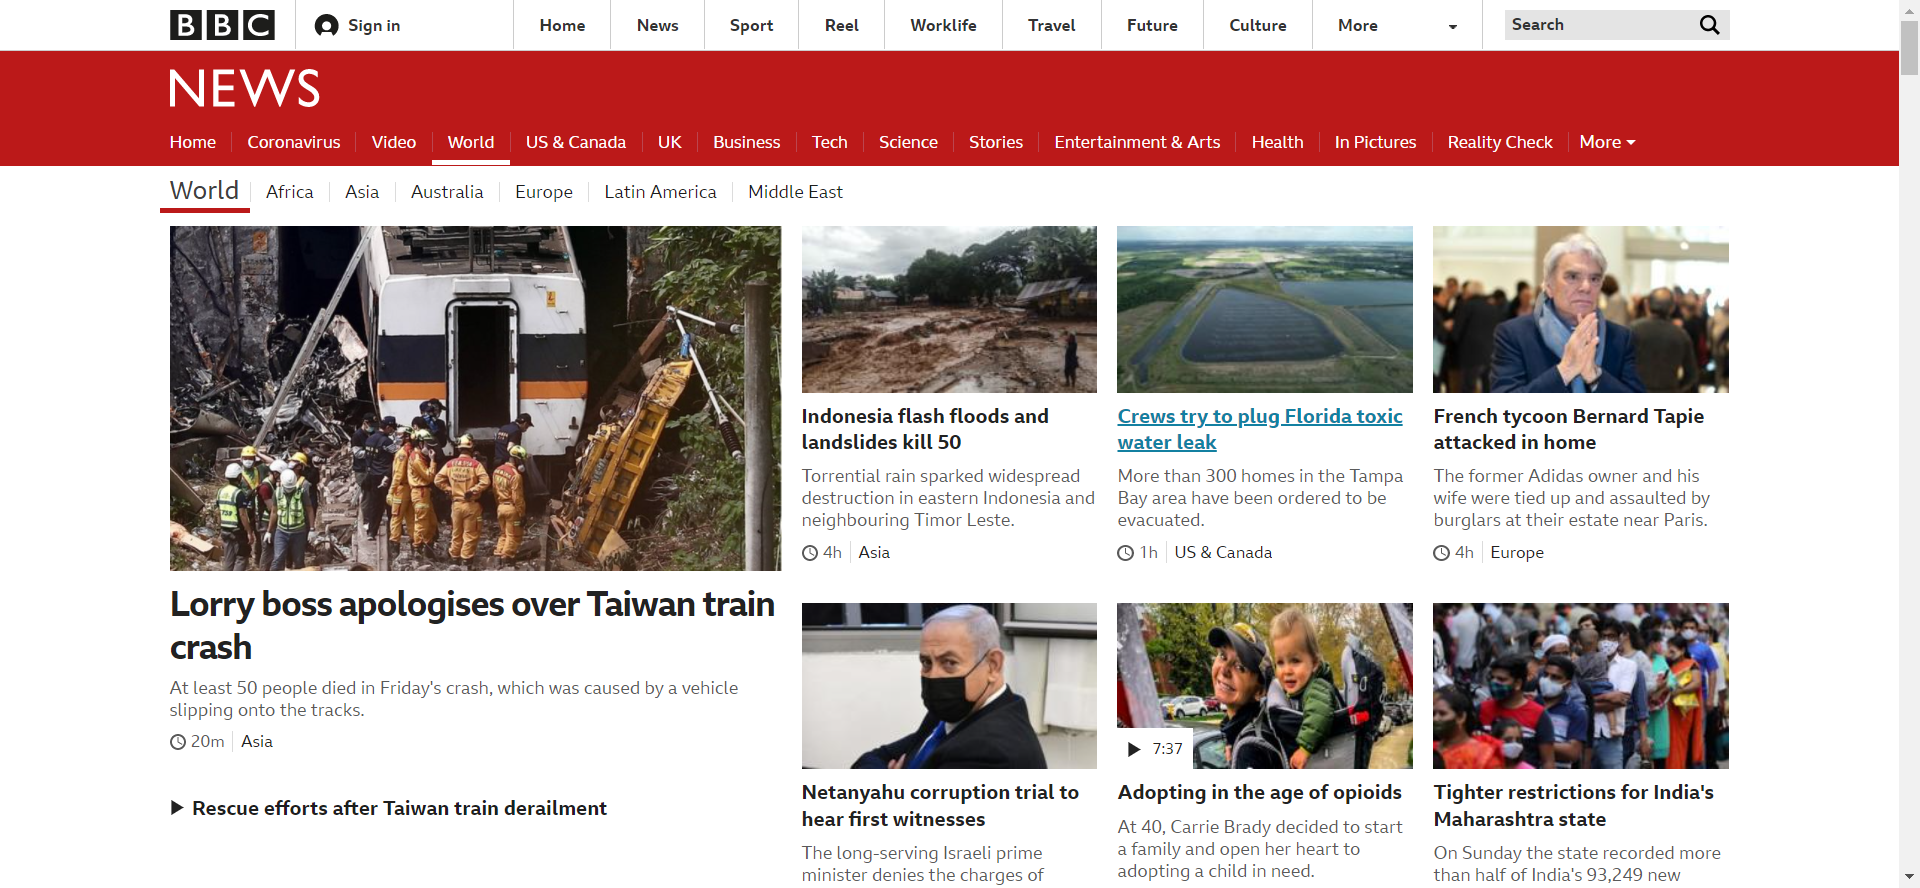 BBC
Sign in
Home
News
Sport
Reel
Worklife
Travel
Future
Culture
More
Search
NEWS
Home
Coronavirus
Video
World
US & Canada
UK
Business
Tech
Science
Stories
Entertainment & Arts
Health
In Pictures
Reality Check
More
World
Africa
Asia
Australia
Europe
Latin America
Middle East
Lorry boss apologises over Taiwan train
crash
At least 50 people died in Friday's crash, which was caused by a vehicle
slipping onto the tracks.
20m
Asia
Rescue efforts after Taiwan train derailment
Indonesia flash floods and
landslides kill 50
Torrential rain sparked widespread
destruction in eastern Indonesia and
neighbouring Timor Leste.
4h
Asia
Crews try to plug Florida toxic
water leak
More than 300 homes in the Tampa
Bay area have been ordered to be
evacuated.
1h
US & Canada
French tycoon Bernard Tapie
attacked in home
The former Adidas owner and his
wife were tied up and assaulted by
burglars at their estate near Paris.
4h
Europe
Netanyahu corruption trial to
hear first witnesses
The long-serving Israeli prime
minister denies the charges of
7:37
Adopting in the age of opioids
At 40, Carrie Brady decided to start
a family and open her heart to
adopting a child in need.
Tighter restrictions for India's
Maharashtra state
On Sunday the state recorded more
than half of India's 93,249 new